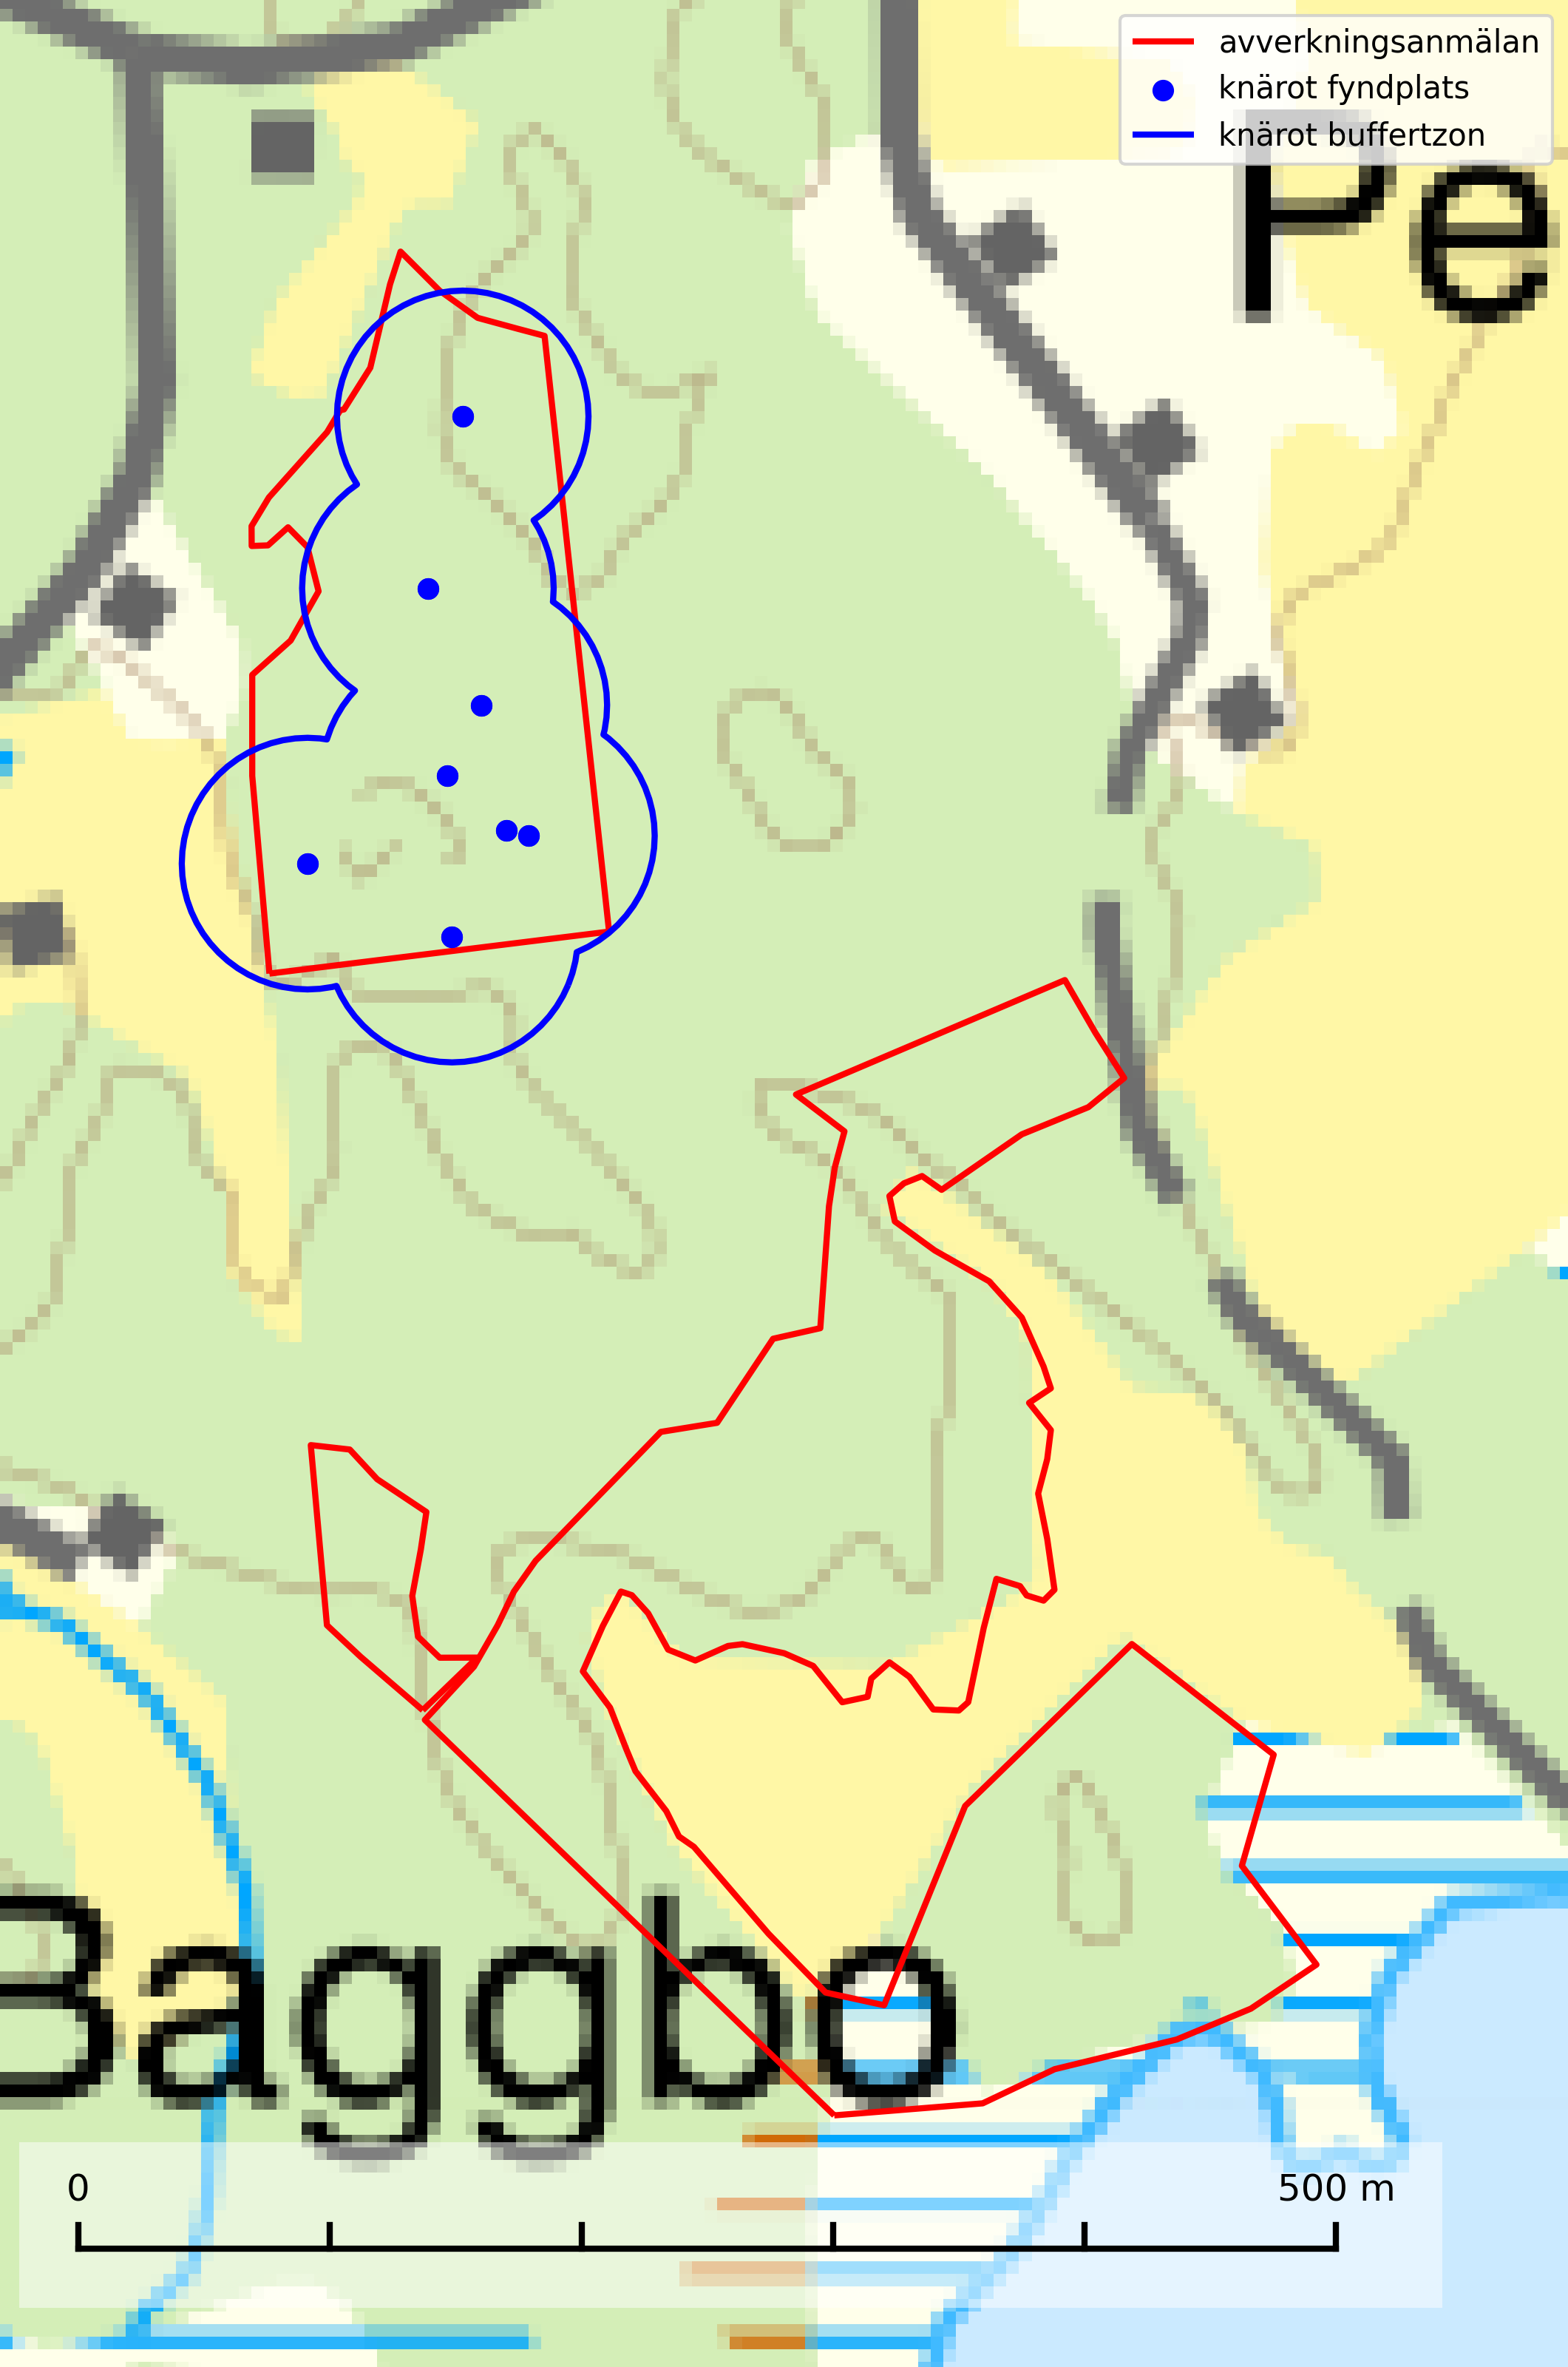 avverkningsanmälan
knärot fyndplats
knärot buffertzon
Pe
Baggbo
0 500 m